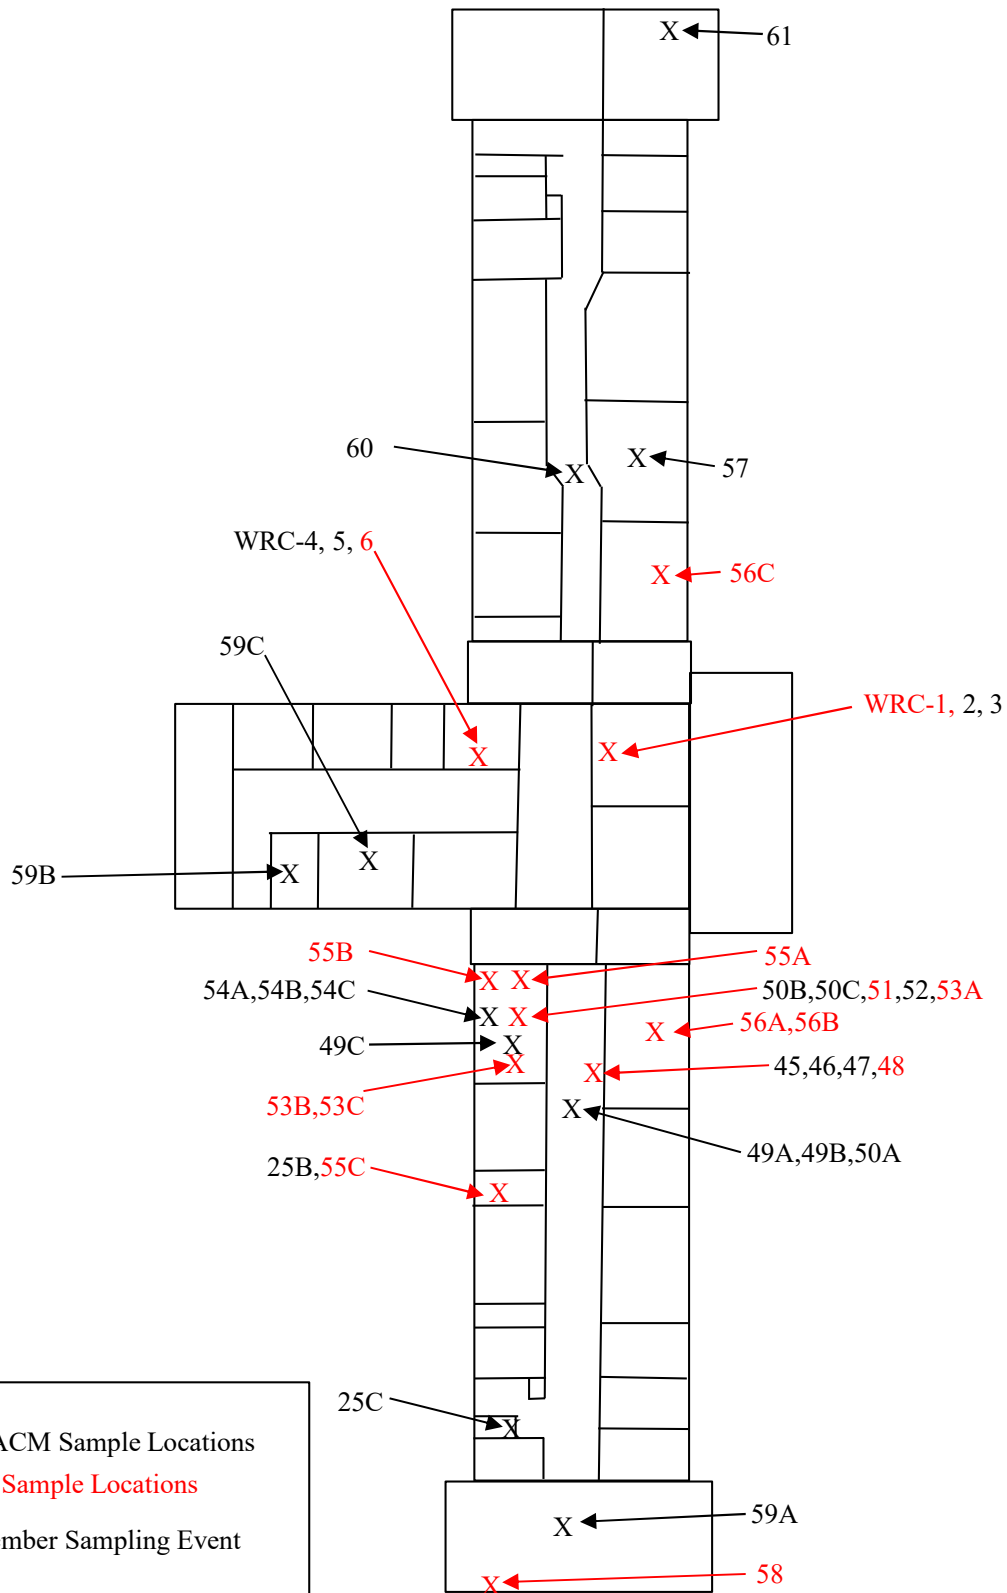 X 61
60 X X 57
WRC-4, 5, 6
X 56C
59C
WRC-1, 2, 3
X X
59B X X
55B X X 55A
54A,54B,54C X X 50B,50C,51,52,53A
X 56A,56B
49C X
X X 45,46,47,48
53B,53C X
49A,49B,50A
25B,55C X
25C X
ACM Sample Locations
Sample Locations
Sampling Event
X 59A
X 58